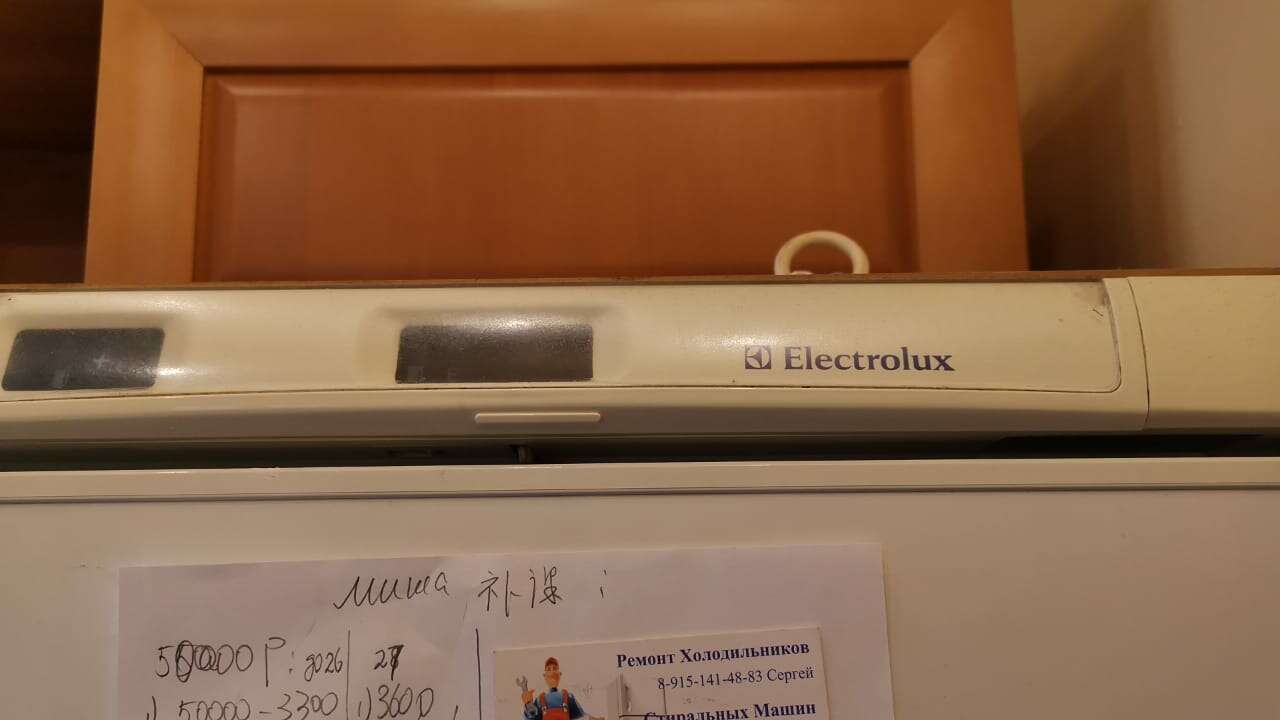 Electrolux
Миша 补课:
50000 Р:
27
1) 50000-3300
1) 3600
Ремонт Холодильников
8-915-141-48-83 Сергей
Стиральных Машин